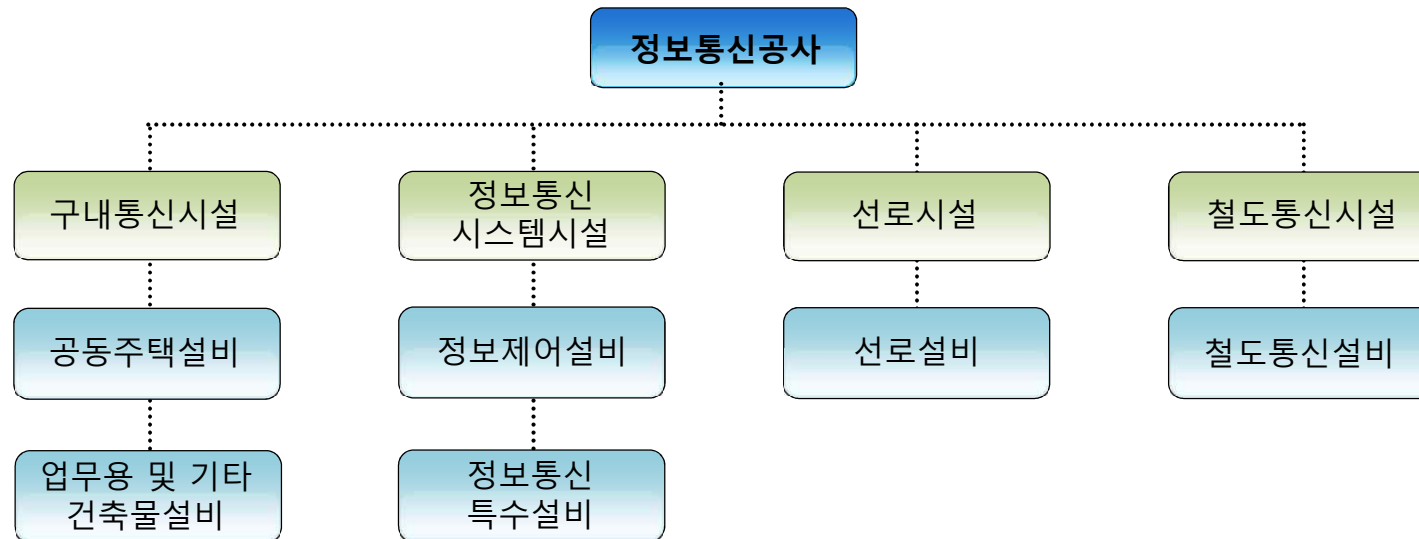 정보통신공사
구내통신시설
정보통신
시스템시설
선로시설
철도통신시설
공동주택설비
정보제어설비
선로설비
철도통신설비
업무용 및 기타
건축물설비
정보통신
특수설비